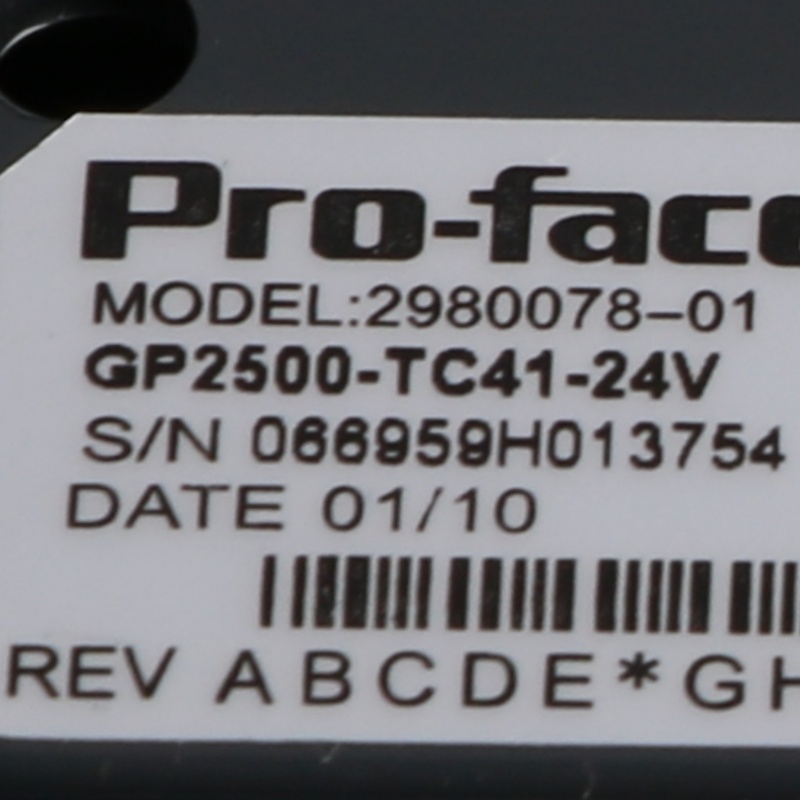 Pro-face
MODEL:2980078-01
GP2500-TC41-24V
S/N 066959H013754
DATE 01/10
REV A B C D E * G H